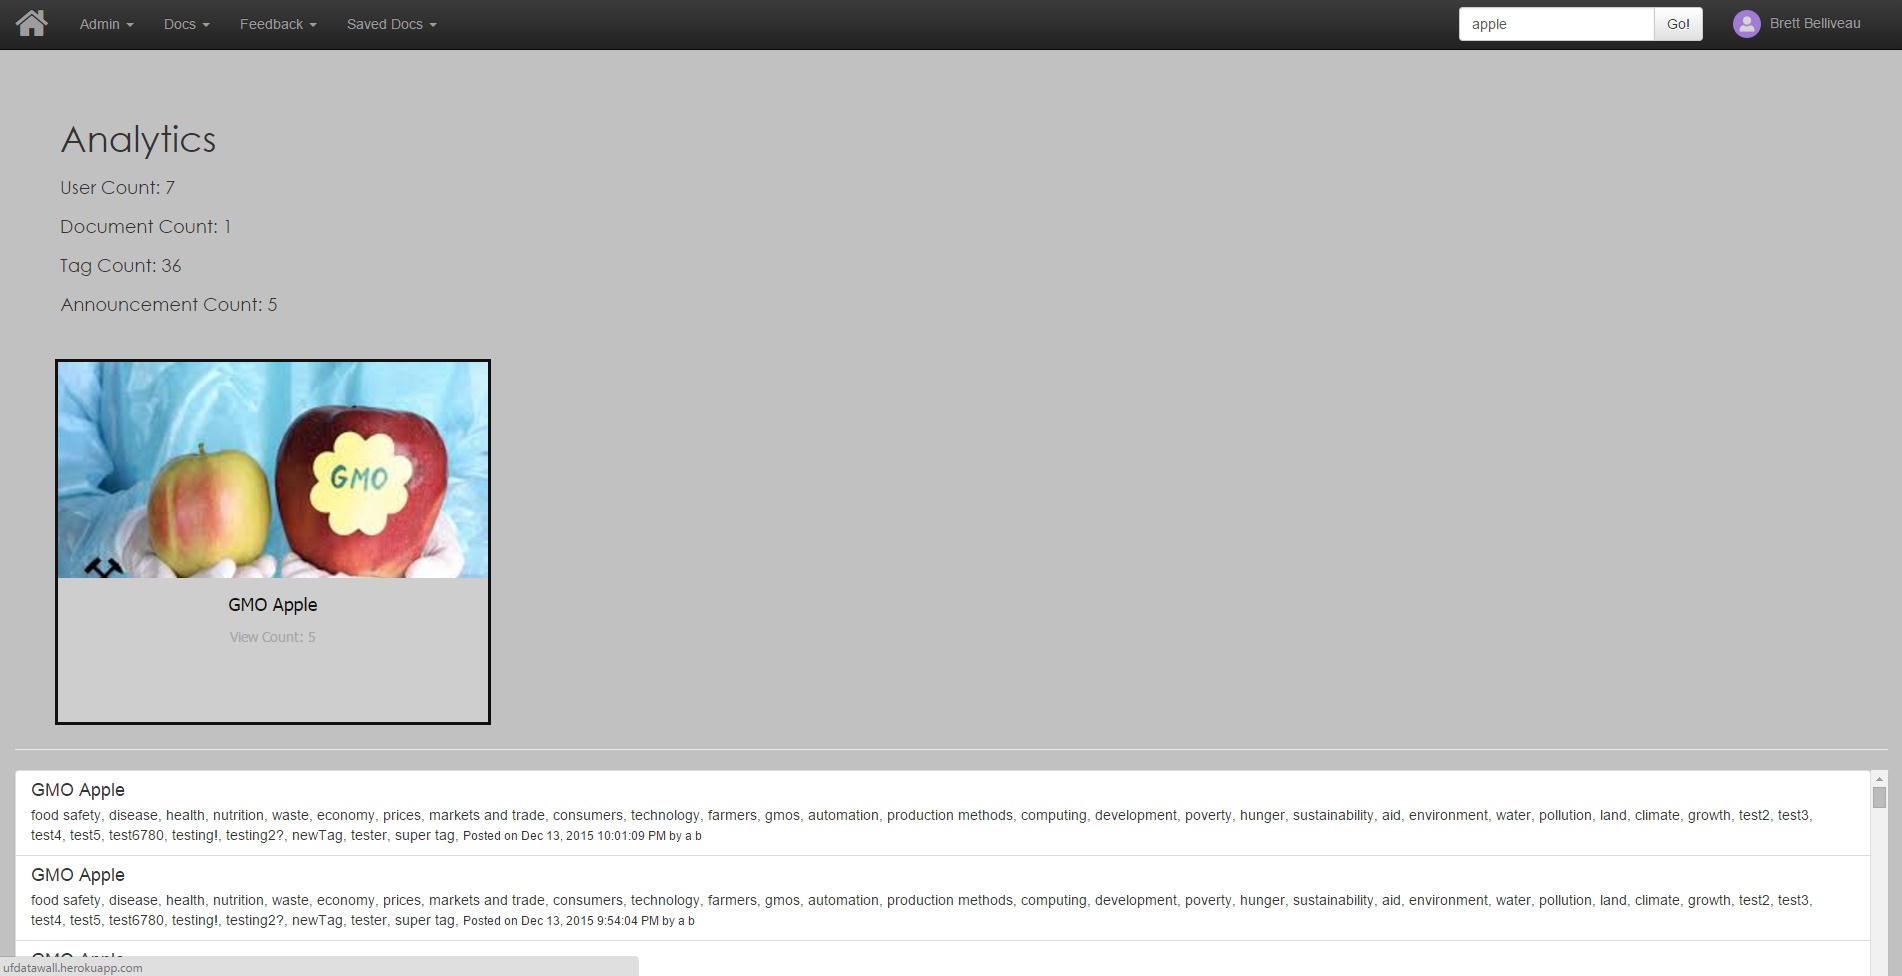 Admin Docs Feedback Saved Docs apple Go! Brett Belliveau
Analytics
User Count: 7
Document Count: 1
Tag Count: 36
Announcement Count: 5
GMO
GMO Apple
View Count: 5
GMO Apple
food safety, disease, health, nutrition, waste, economy, prices, markets and trade, consumers, technology, farmers, gmos, automation, production methods, computing, development, poverty, hunger, sustainability, aid, environment, water, pollution, land, climate, growth, test2, test3,
test4, test5, test6780, testing!, testing2?, newTag, tester, super tag, Posted on Dec 13, 2015 10:01:09 PM by a b
GMO Apple
food safety, disease, health, nutrition, waste, economy, prices, markets and trade, consumers, technology, farmers, gmos, automation, production methods, computing, development, poverty, hunger, sustainability, aid, environment, water, pollution, land, climate, growth, test2, test3,
test4, test5, test6780, testing!, testing2?, newTag, tester, super tag, Posted on Dec 13, 2015 9:54:04 PM by a b
GMO Apple
ufdatawall.herokuapp.com